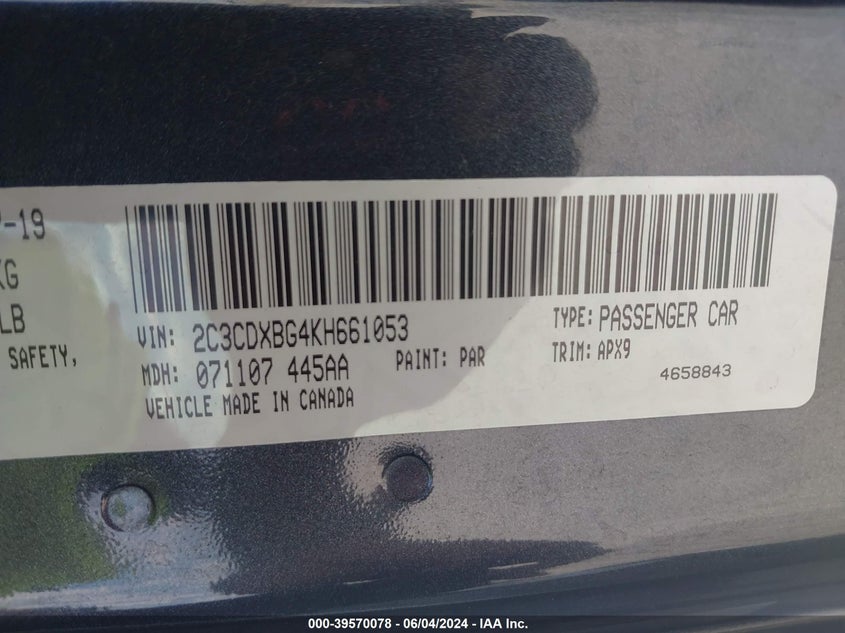 -19
KG
LB
SAFETY,
VIN: 2C3CDXBG4KH661053
TYPE: PASSENGER CAR
MDH: 071107 445AA
PAINT: PAR
TRIM: APX9
VEHICLE MADE IN CANADA
4658843
000-39570078 | 06/04/2024 - IAA Inc.